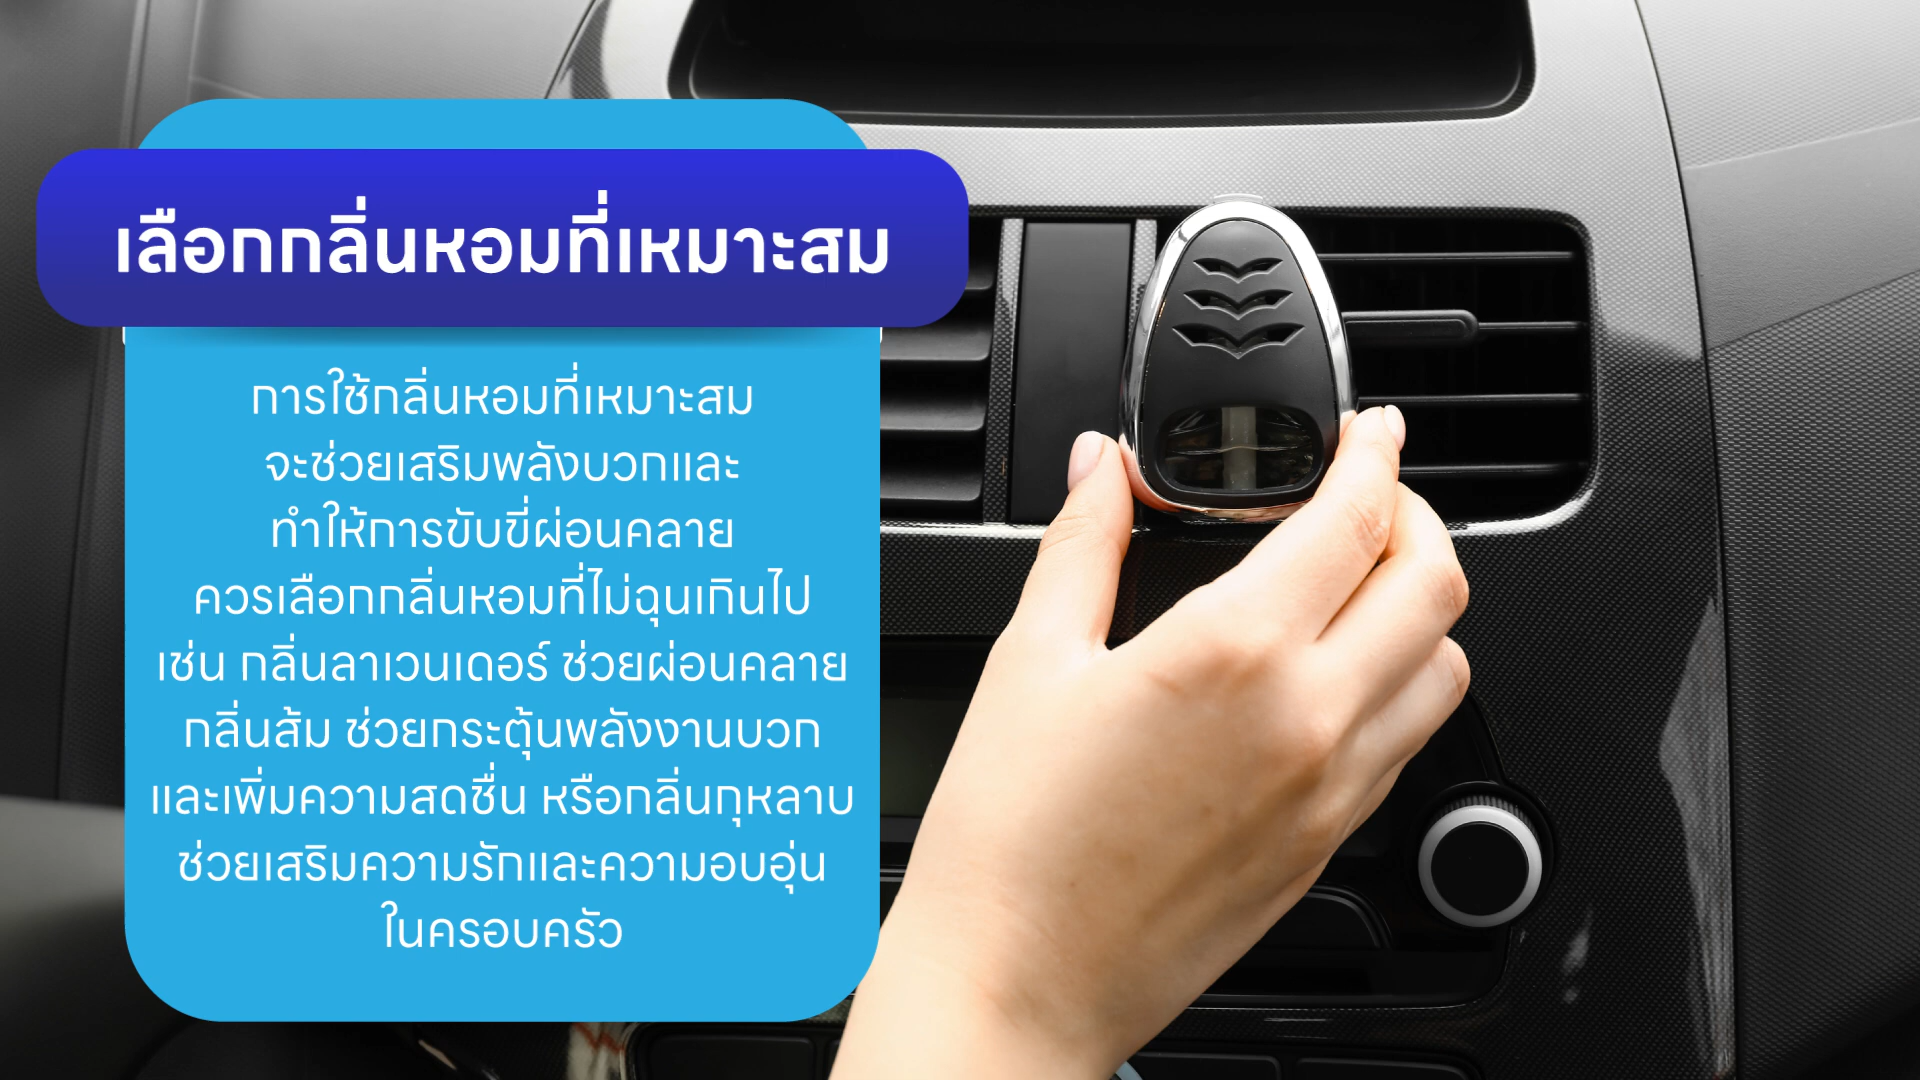 เลือกกลิ่นหอมที่เหมาะสม
การใช้กลิ่นหอมที่เหมาะสม
จะช่วยเสริมพลังบวกและ
ทำให้การขับขี่ผ่อนคลาย
ควรเลือกกลิ่นหอมที่ไม่ฉุนเกินไป
เช่น กลิ่นลาเวนเดอร์ ช่วยผ่อนคลาย
กลิ่นส้ม ช่วยกระตุ้นพลังงานบวก
และเพิ่มความสดชื่น หรือกลิ่นกุหลาบ
ช่วยเสริมความรักและความอบอุ่น
ในครอบครัว